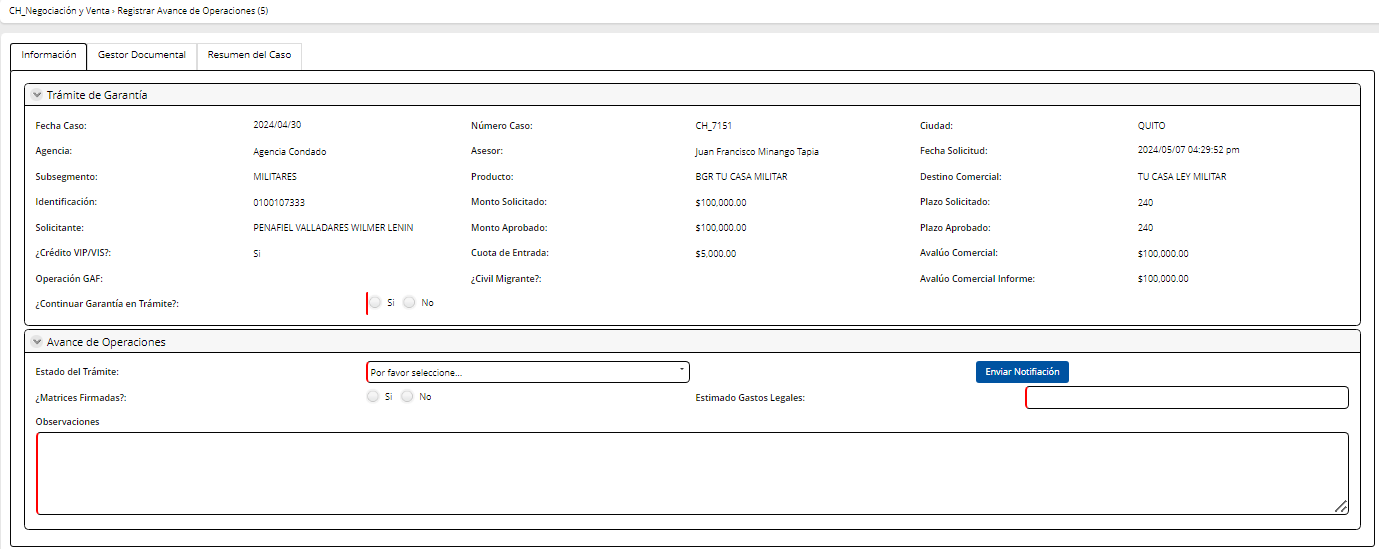 CH_Negociación y Venta › Registrar Avance de Operaciones (5)
Información Gestor Documental Resumen del Caso
Trámite de Garantía
Fecha Caso: 2024/04/30 Número Caso: CH_7151 Ciudad: QUITO
Agencia: Agencia Condado Asesor: Juan Francisco Minango Tapia Fecha Solicitud: 2024/05/07 04:29:52 pm
Subsegmento: MILITARES Producto: BGR TU CASA MILITAR Destino Comercial: TU CASA LEY MILITAR
Identificación: 0100107333 Monto Solicitado: $100,000.00 Plazo Solicitado: 240
Solicitante: PENAFIEL VALLADARES WILMER LENIN Monto Aprobado: $100,000.00 Plazo Aprobado: 240
¿Crédito VIP/VIS?: Si Cuota de Entrada: $5,000.00 Avalúo Comercial: $100,000.00
Operación GAF: ¿Civil Migrante?: Avalúo Comercial Informe: $100,000.00
¿Continuar Garantía en Trámite?: Si No
Avance de Operaciones
Estado del Trámite: Por favor seleccione... Enviar Notifiación
¿Matrices Firmadas?: Si No Estimado Gastos Legales:
Observaciones